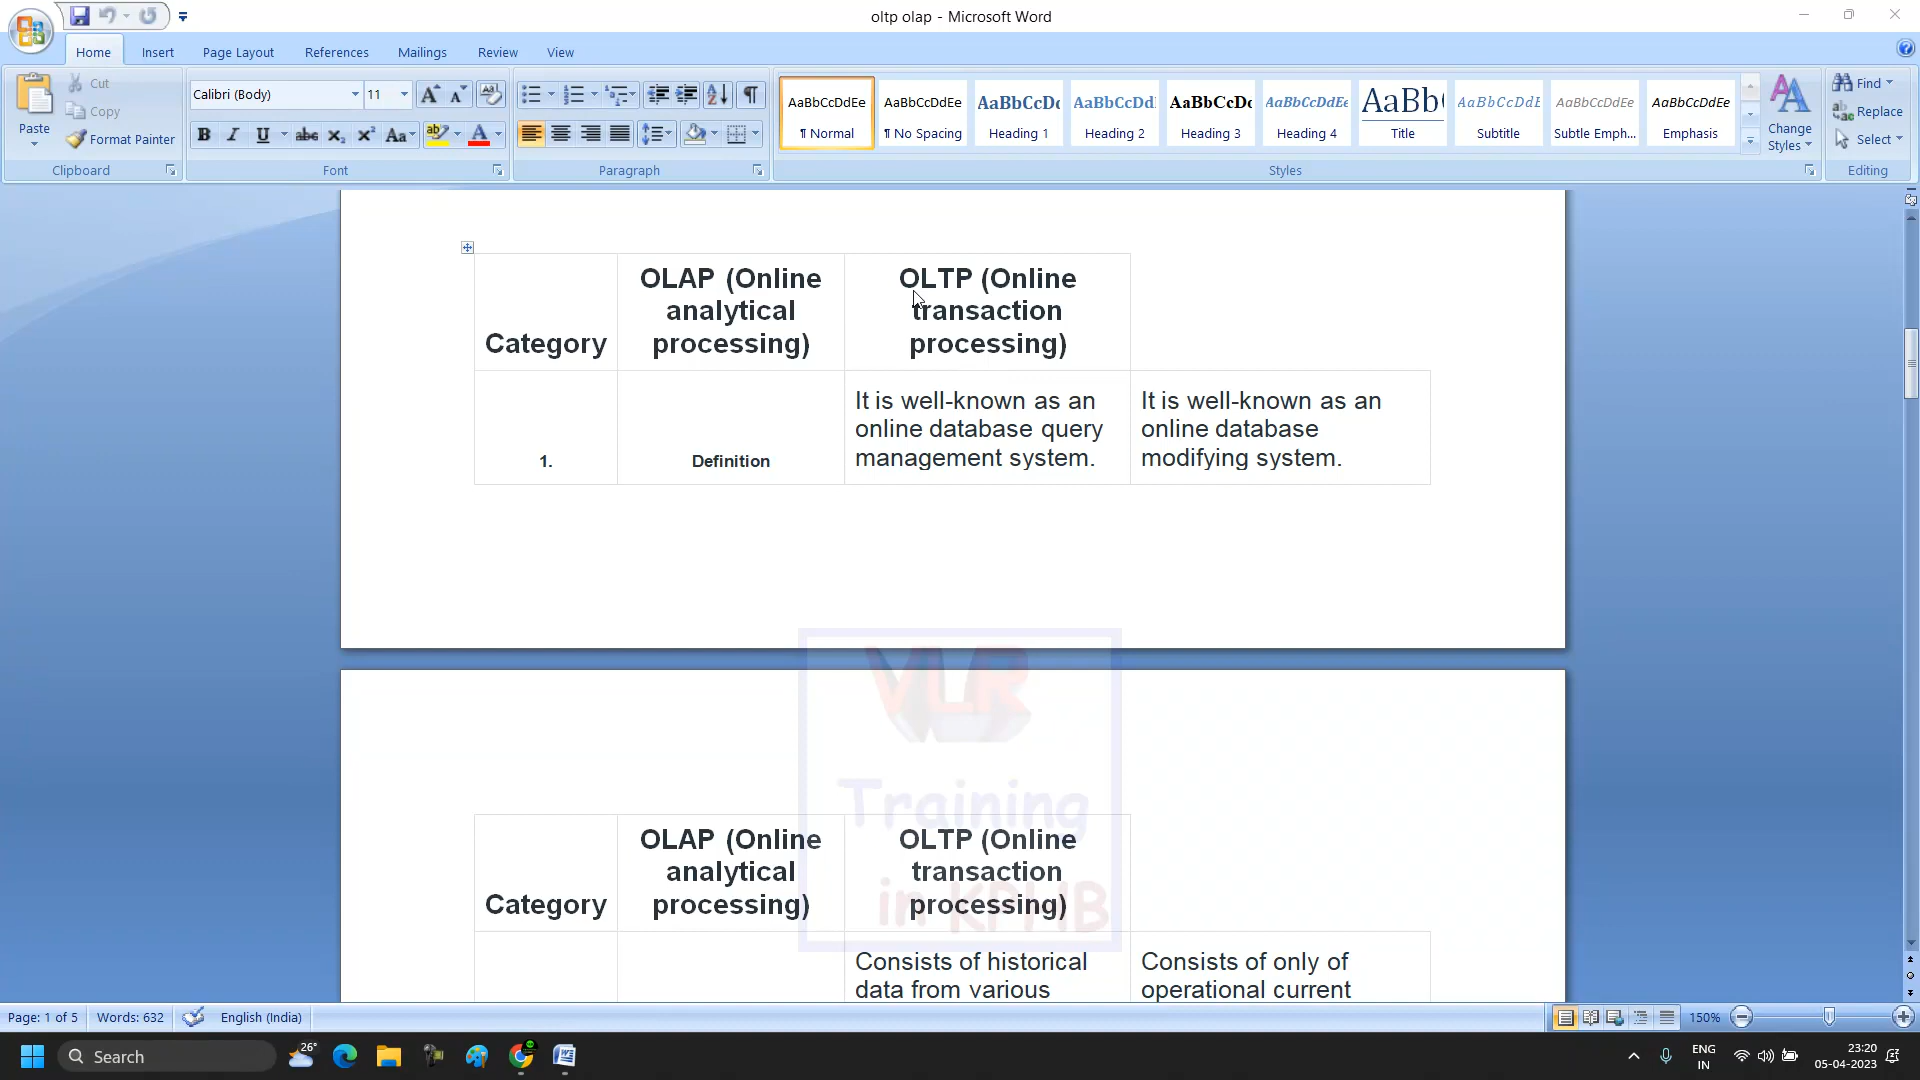 oltp olap - Microsoft Word
Home Insert Page Layout References Mailings Review View
Paste
Cut
Copy
Format Painter
Clipboard
Calibri (Body) 11
Font
Paragraph
AaBbCcDdEe AaBbCcDdEe AaBbCcDc AaBbCcDdI AaBbCcDc AaBbCcDdEe AaBb( AaBbCcDdE AaBbCcDdEe AaBbCcDdEe
¶ Normal ¶ No Spacing Heading 1 Heading 2 Heading 3 Heading 4 Title Subtitle Subtle Emph... Emphasis
Change
Styles
Styles
Find
Replace
Select
Editing
Category
OLAP (Online
analytical
processing)
OLTP (Online
transaction
processing)
1.
Definition
It is well-known as an
online database query
management system.
It is well-known as an
online database
modifying system.
VLR
Training
in KPHB
Category
OLAP (Online
analytical
processing)
OLTP (Online
transaction
processing)
Consists of historical
data from various
Consists of only of
operational current
Page: 1 of 5 Words: 632 English (India) 150%
Search
26°
ENG
IN
23:20
05-04-2023